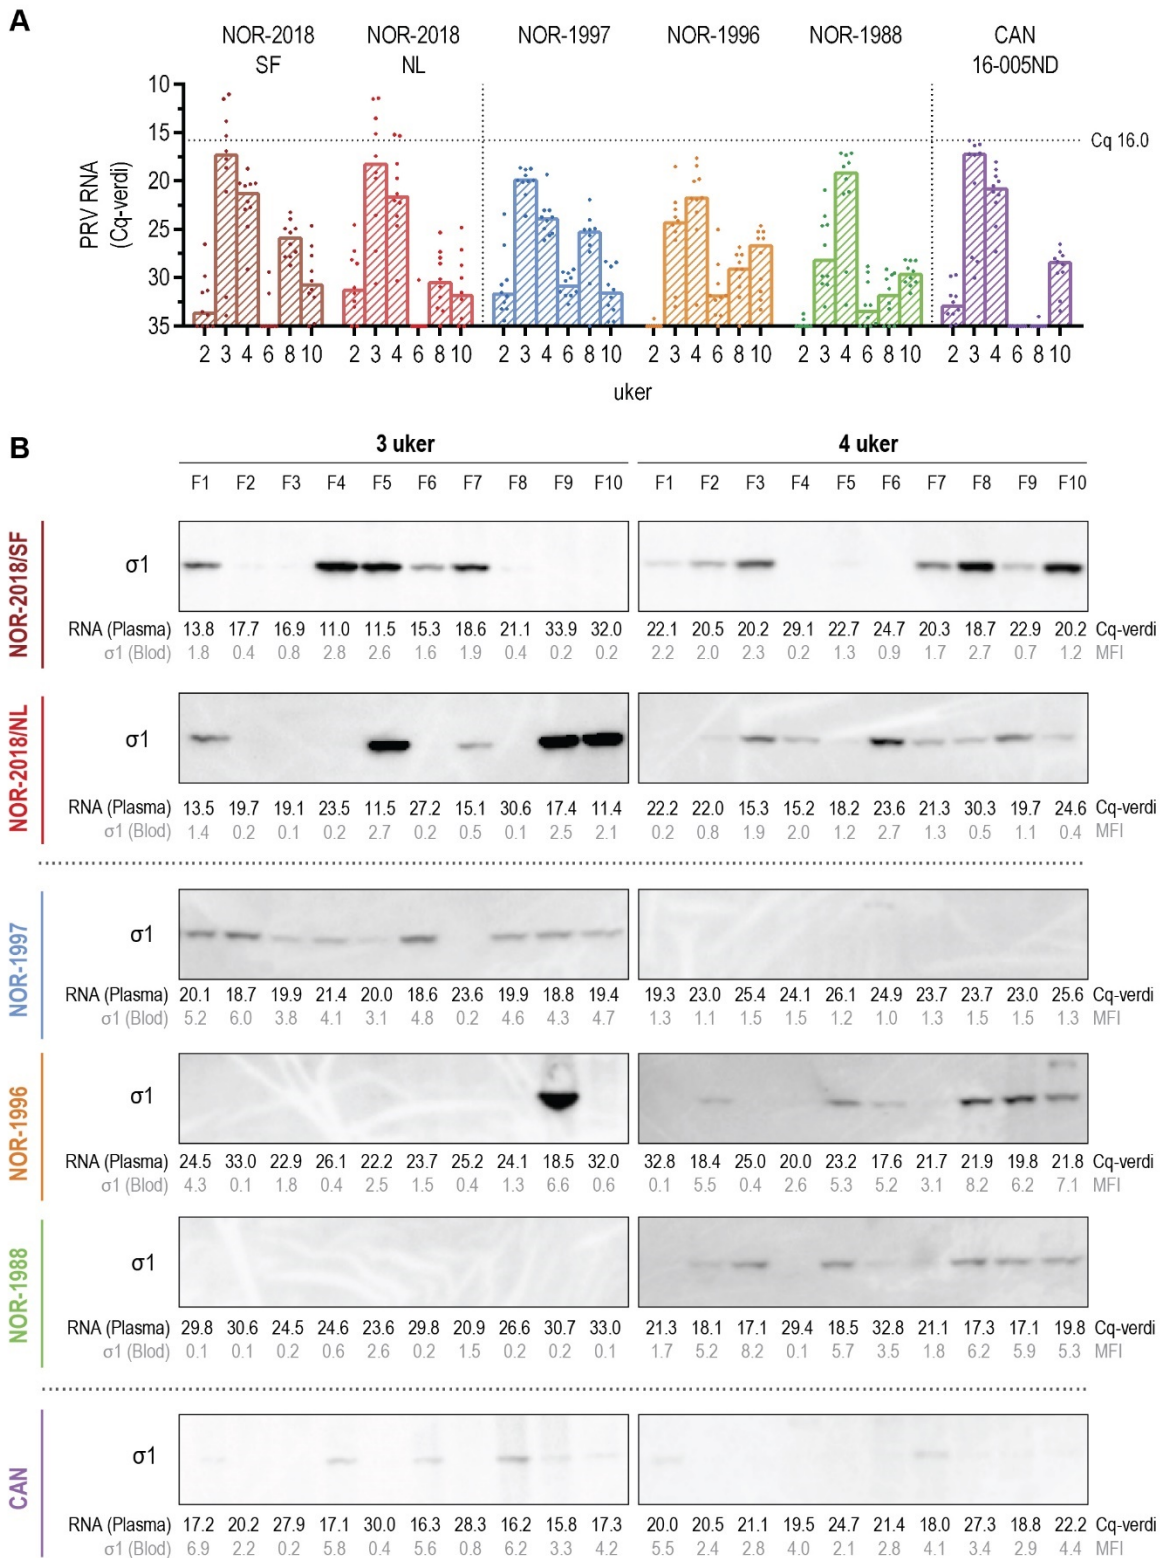 A
NOR-2018 SF
NOR-2018 NL
NOR-1997
NOR-1996
NOR-1988
CAN 16-005ND
PRV RNA (Cq-verdi)
10
15
20
25
30
35
Cq 16.0
2 3 4 6 8 10 2 3 4 6 8 10 2 3 4 6 8 10 2 3 4 6 8 10 2 3 4 6 8 10 2 3 4 6 8 10
uker
B
3 uker 4 uker
F1 F2 F3 F4 F5 F6 F7 F8 F9 F10 F1 F2 F3 F4 F5 F6 F7 F8 F9 F10
NOR-2018/SF
σ1
RNA (Plasma) 13.8 17.7 16.9 11.0 11.5 15.3 18.6 21.1 33.9 32.0 22.1 20.5 20.2 29.1 22.7 24.7 20.3 18.7 22.9 20.2 Cq-verdi
σ1 (Blod) 1.8 0.4 0.8 2.8 2.6 1.6 1.9 0.4 0.2 0.2 2.2 2.0 2.3 0.2 1.3 0.9 1.7 2.7 0.7 1.2 MFI
NOR-2018/NL
σ1
RNA (Plasma) 13.5 19.7 19.1 23.5 11.5 27.2 15.1 30.6 17.4 11.4 22.2 22.0 15.3 15.2 18.2 23.6 21.3 30.3 19.7 24.6 Cq-verdi
σ1 (Blod) 1.4 0.2 0.1 0.2 2.7 0.2 0.5 0.1 2.5 2.1 0.2 0.8 1.9 2.0 1.2 2.7 1.3 0.5 1.1 0.4 MFI
NOR-1997
σ1
RNA (Plasma) 20.1 18.7 19.9 21.4 20.0 18.6 23.6 19.9 18.8 19.4 19.3 23.0 25.4 24.1 26.1 24.9 23.7 23.7 23.0 25.6 Cq-verdi
σ1 (Blod) 5.2 6.0 3.8 4.1 3.1 4.8 0.2 4.6 4.3 4.7 1.3 1.1 1.5 1.5 1.2 1.0 1.3 1.5 1.5 1.3 MFI
NOR-1996
σ1
RNA (Plasma) 24.5 33.0 22.9 26.1 22.2 23.7 25.2 24.1 18.5 32.0 32.8 18.4 25.0 20.0 23.2 17.6 21.7 21.9 19.8 21.8 Cq-verdi
σ1 (Blod) 4.3 0.1 1.8 0.4 2.5 1.5 0.4 1.3 6.6 0.6 0.1 5.5 0.4 2.6 5.3 5.2 3.1 8.2 6.2 7.1 MFI
NOR-1988
σ1
RNA (Plasma) 29.8 30.6 24.5 24.6 23.6 29.8 20.9 26.6 30.7 33.0 21.3 18.1 17.1 29.4 18.5 32.8 21.1 17.3 17.1 19.8 Cq-verdi
σ1 (Blod) 0.1 0.1 0.2 0.6 2.6 0.2 1.5 0.2 0.2 0.1 1.7 5.2 8.2 0.1 5.7 3.5 1.8 6.2 5.9 5.3 MFI
CAN
σ1
RNA (Plasma) 17.2 20.2 27.9 17.1 30.0 16.3 28.3 16.2 15.8 17.3 20.0 20.5 21.1 19.5 24.7 21.4 18.0 27.3 18.8 22.2 Cq-verdi
σ1 (Blod) 6.9 2.2 0.2 5.8 0.4 5.6 0.8 6.2 3.3 4.2 5.5 2.4 2.8 4.0 2.1 2.8 4.1 3.4 2.9 4.4 MFI